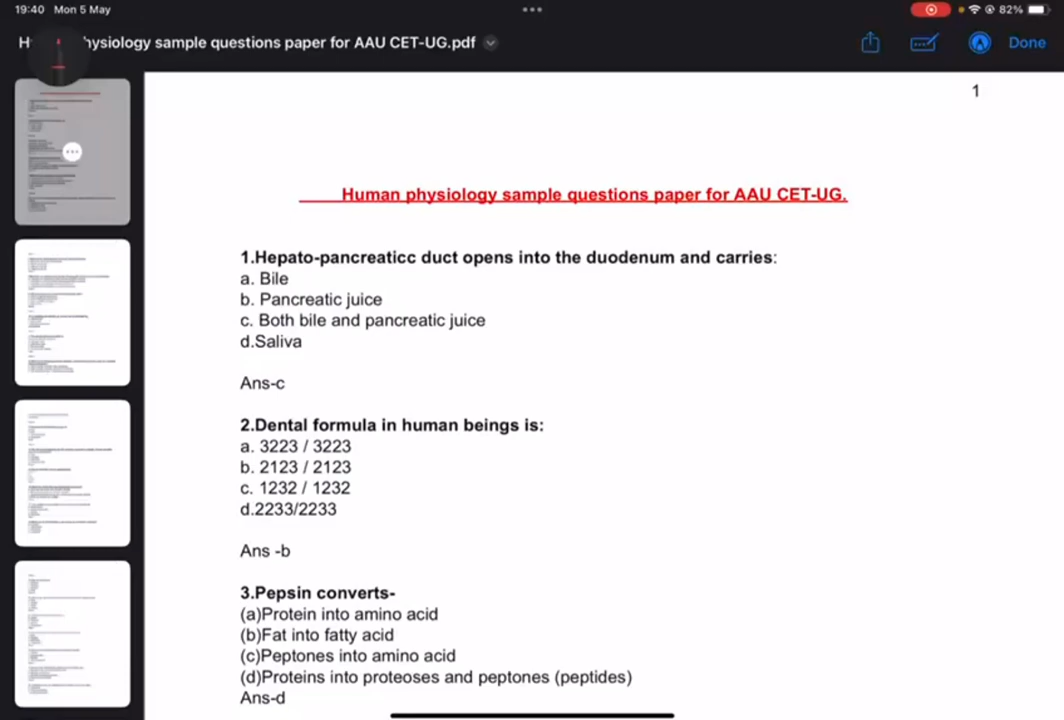 19:40 Mon 5 May
82%
H hysiology sample questions paper for AAU CET-UG.pdf
Done
1
Human physiology sample questions paper for AAU CET-UG.
1.Hepato-pancreaticc duct opens into the duodenum and carries:
a. Bile
b. Pancreatic juice
c. Both bile and pancreatic juice
d.Saliva
Ans-c
2.Dental formula in human beings is:
a. 3223 / 3223
b. 2123 / 2123
c. 1232 / 1232
d.2233/2233
Ans -b
3.Pepsin converts-
(a)Protein into amino acid
(b)Fat into fatty acid
(c)Peptones into amino acid
(d)Proteins into proteoses and peptones (peptides)
Ans-d